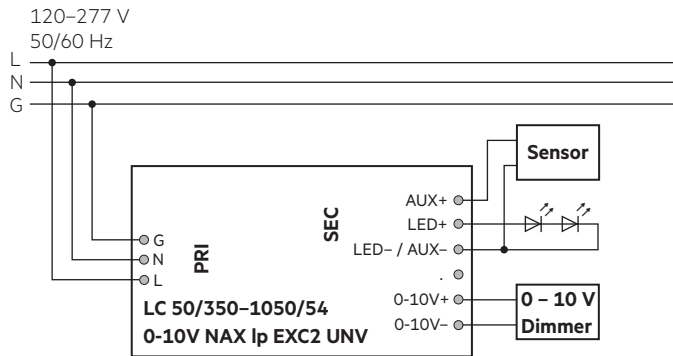 120–277 V
50/60 Hz
L
N
G
Sensor
AUX+
LED+
LED– / AUX–
.
0-10V+
0-10V–
SEC
PRI
G
N
L
0 – 10 V
Dimmer
LC 50/350–1050/54
0-10V NAX lp EXC2 UNV